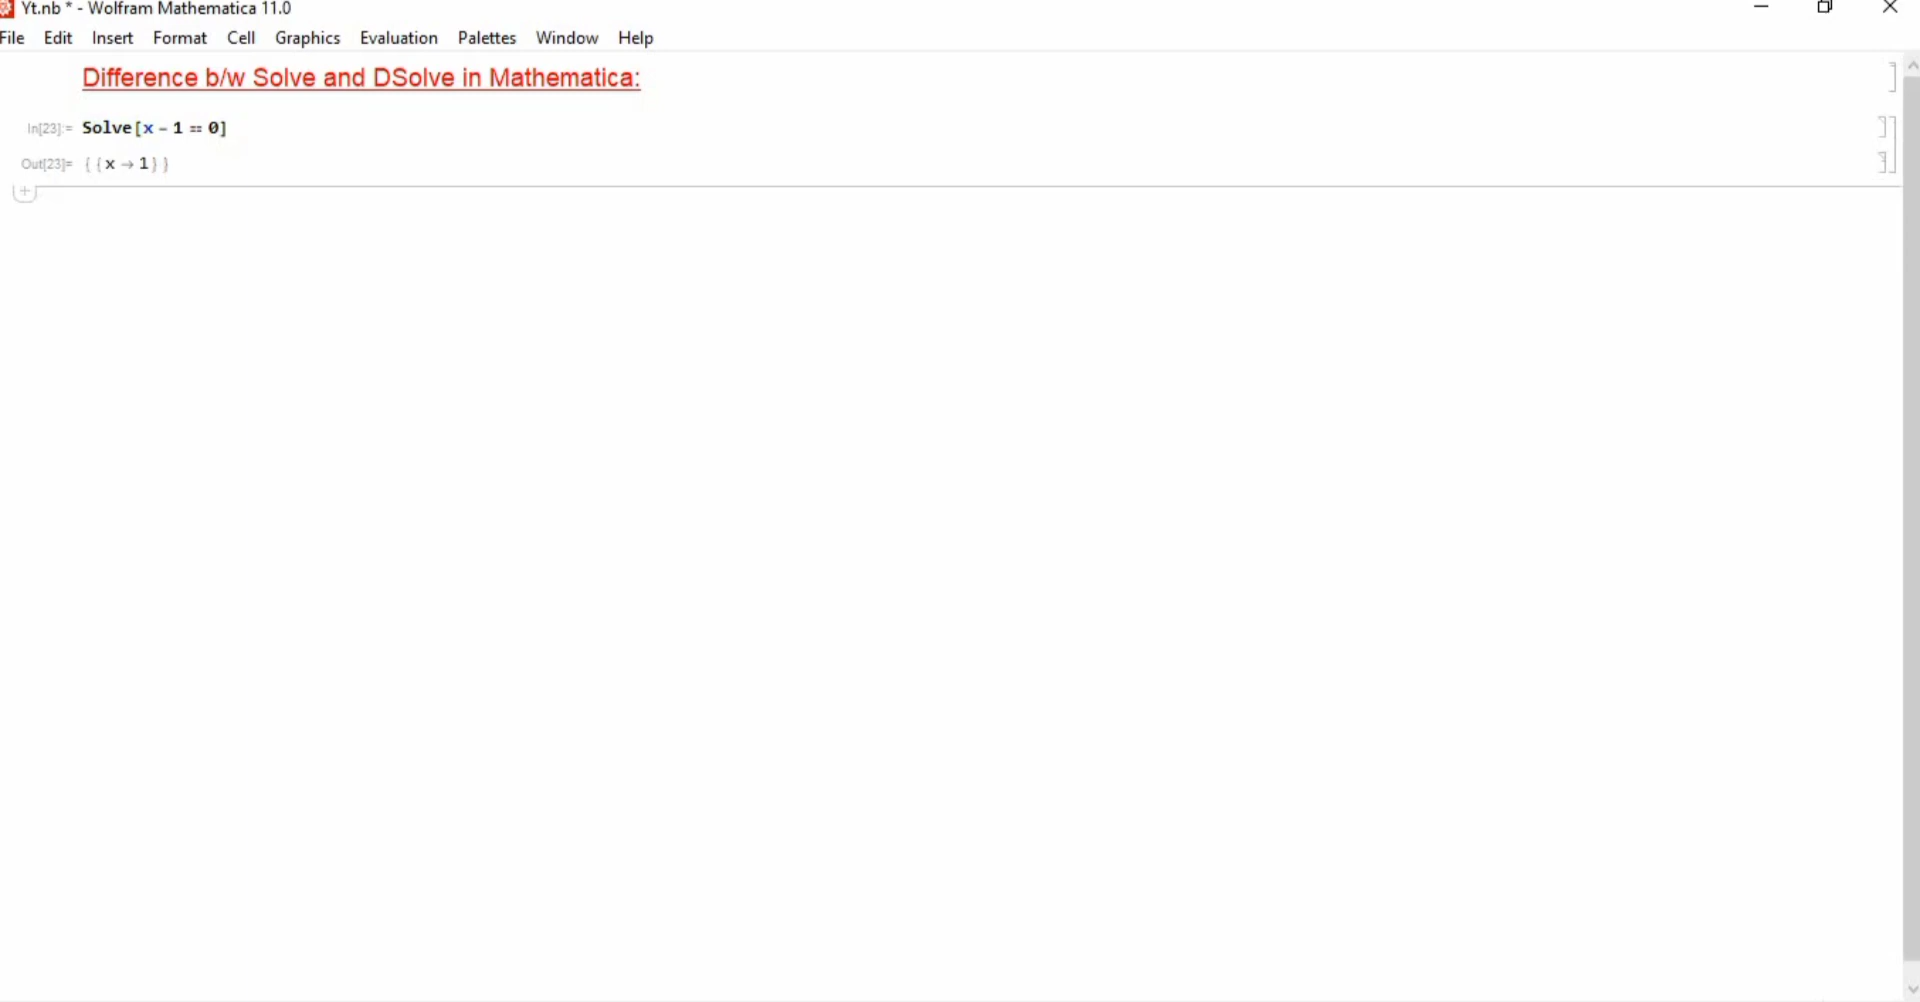 Yt.nb * - Wolfram Mathematica 11.0
File Edit Insert Format Cell Graphics Evaluation Palettes Window Help
Difference b/w Solve and DSolve in Mathematica:
In[23]:= Solve[x - 1 == 0]
Out[23]= {{x → 1}}